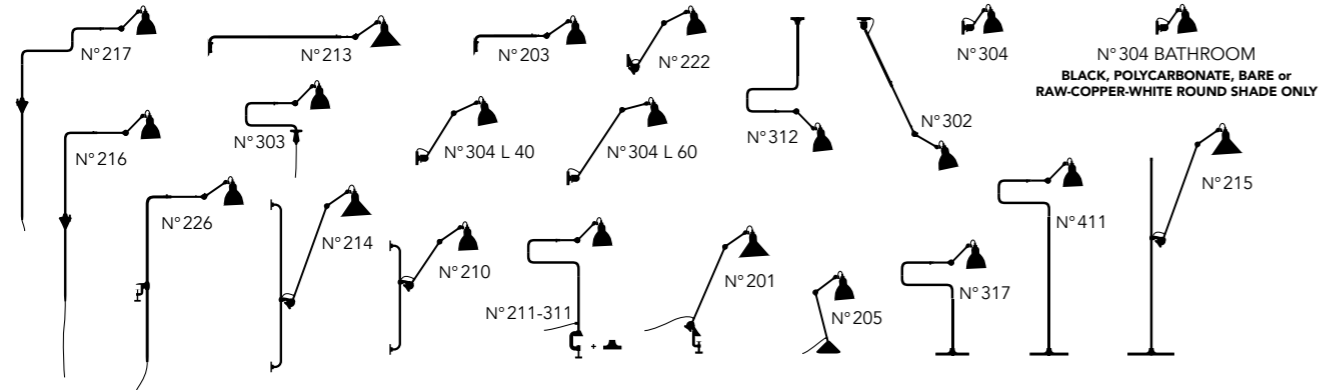 N°217
N°213
N°203
N°222
N°304
N°304 BATHROOM
BLACK, POLYCARBONATE, BARE or
RAW-COPPER-WHITE ROUND SHADE ONLY
N°216
N°303
N°304 L 40
N°304 L 60
N°312
N°302
N°215
N°226
N°214
N°210
N°211-311
+
N°201
N°205
N°317
N°411